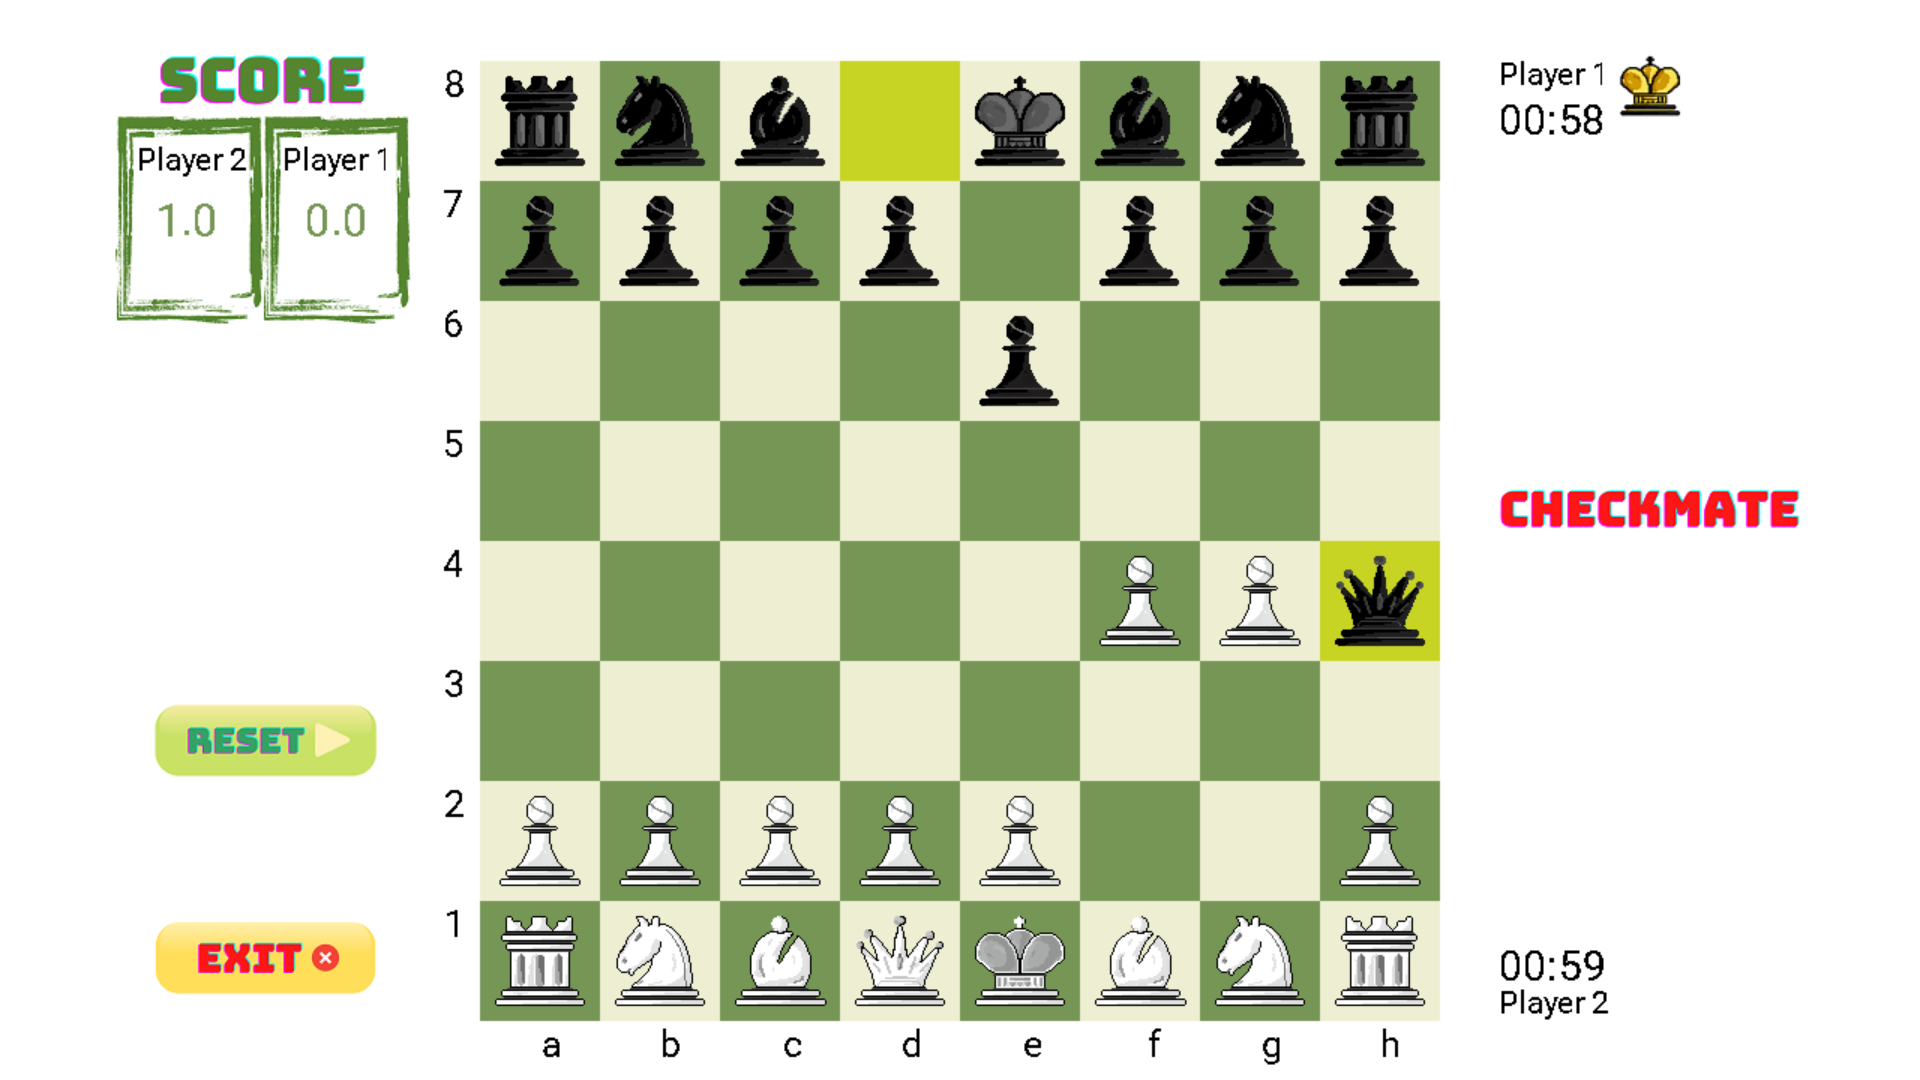 SCORE
Player 2 Player 1
1.0 0.0
RESET
EXIT
8
7
6
5
4
3
2
1
a b c d e f g h
Player 1
00:58
CHECKMATE
00:59
Player 2